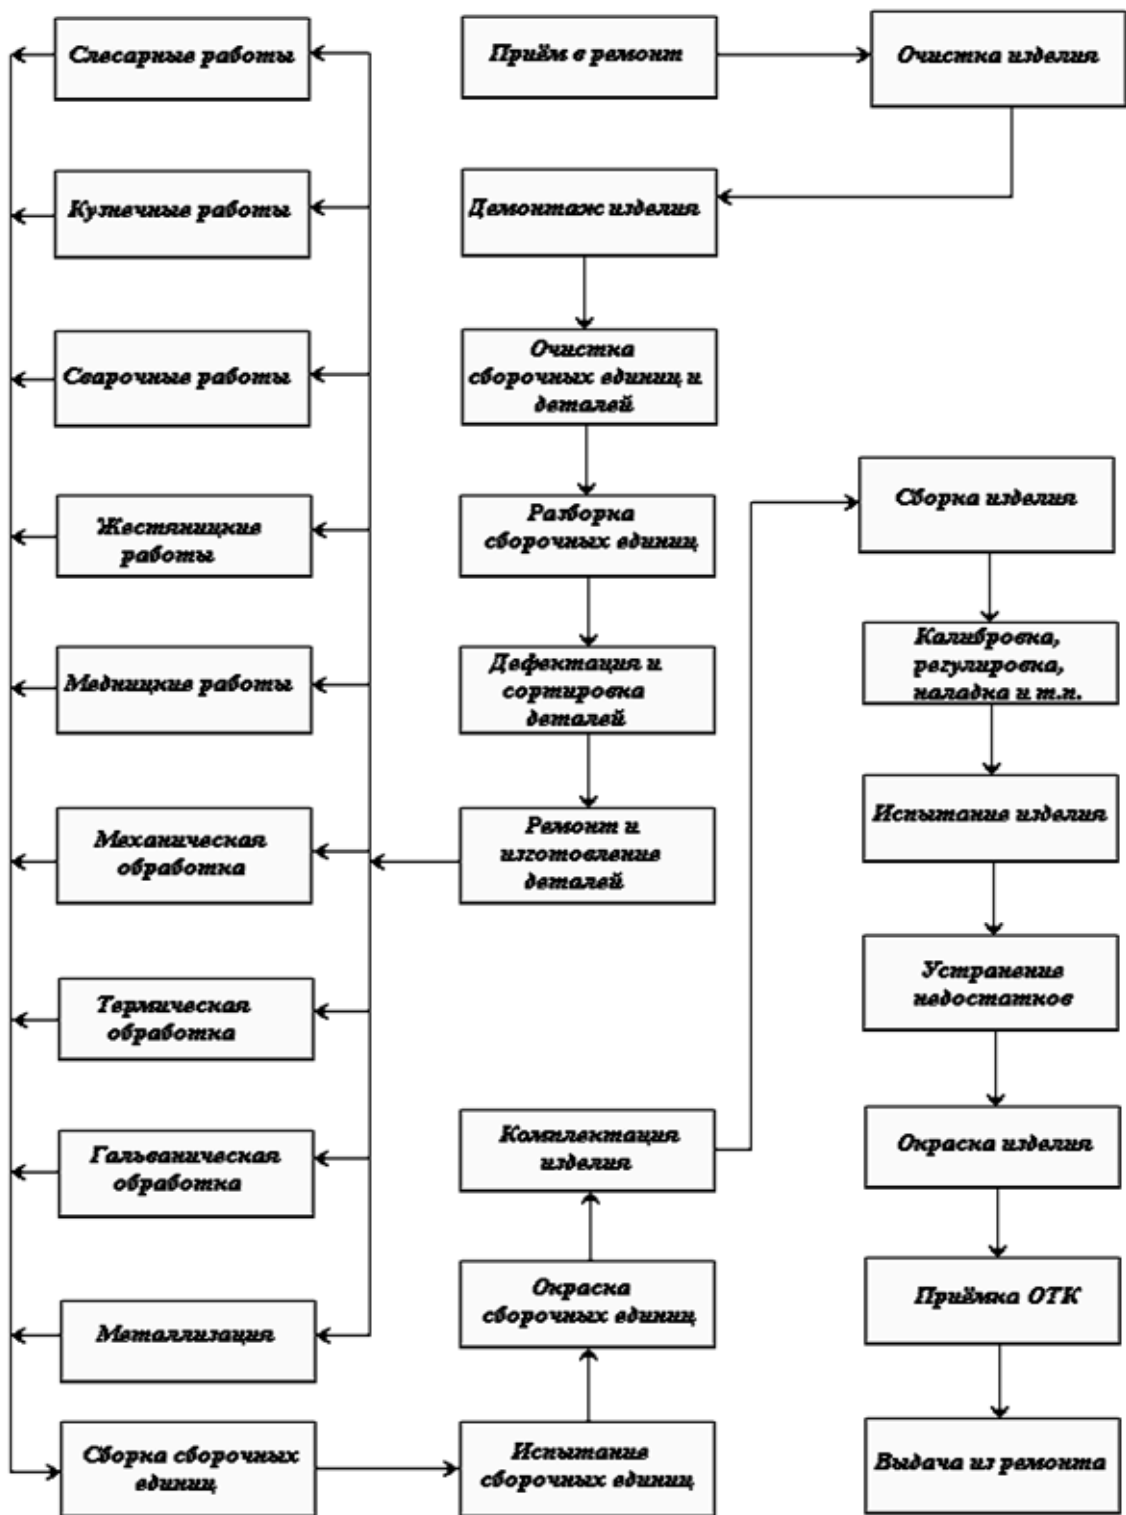 Слесарные работы
Приём в ремонт
Очистка изделия
Кузнечные работы
Демонтаж изделия
Сварочные работы
Очистка
сборочных единиц и
деталей
Жестяницкие
работы
Разборка
сборочных единиц
Сборка изделия
Медницкие работы
Дефектация и
сортировка
деталей
Калибровка,
регулировка,
наладка и т.п.
Механическая
обработка
Ремонт и
изготовление
деталей
Испытание изделия
Термическая
обработка
Устранение
недостатков
Гальваническая
обработка
Комплектация
изделия
Окраска изделия
Металлизация
Окраска
сборочных единиц
Приёмка ОТК
Сборка сборочных
единиц
Испытание
сборочных единиц
Выдача из ремонта